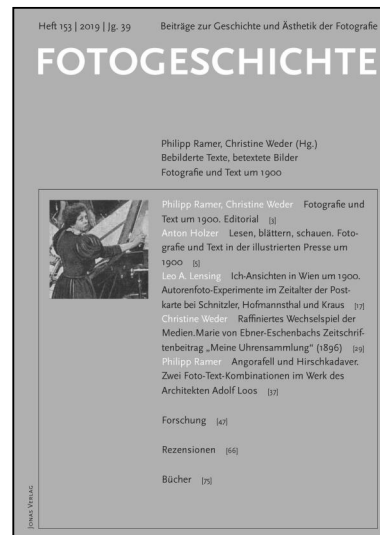 Heft 153 | 2019 | Jg. 39 Beiträge zur Geschichte und Ästhetik der Fotografie
FOTOGESCHICHTE
Philipp Ramer, Christine Weder (Hg.)
Bebilderte Texte, betextete Bilder
Fotografie und Text um 1900
Philipp Ramer, Christine Weder Fotografie und
Text um 1900. Editorial [3]
Anton Holzer Lesen, blättern, schauen. Foto-
grafie und Text in der illustrierten Presse um
1900 [5]
Leo A. Lensing Ich-Ansichten in Wien um 1900.
Autorenfoto-Experimente im Zeitalter der Post-
karte bei Schnitzler, Hofmannsthal und Kraus [17]
Christine Weder Raffiniertes Wechselspiel der
Medien.Marie von Ebner-Eschenbachs Zeitschrif-
tenbeitrag „Meine Uhrensammlung“ (1896) [29]
Philipp Ramer Angorafell und Hirschkadaver.
Zwei Foto-Text-Kombinationen im Werk des
Architekten Adolf Loos [37]
Forschung [47]
Rezensionen [66]
Bücher [75]
JONAS VERLAG